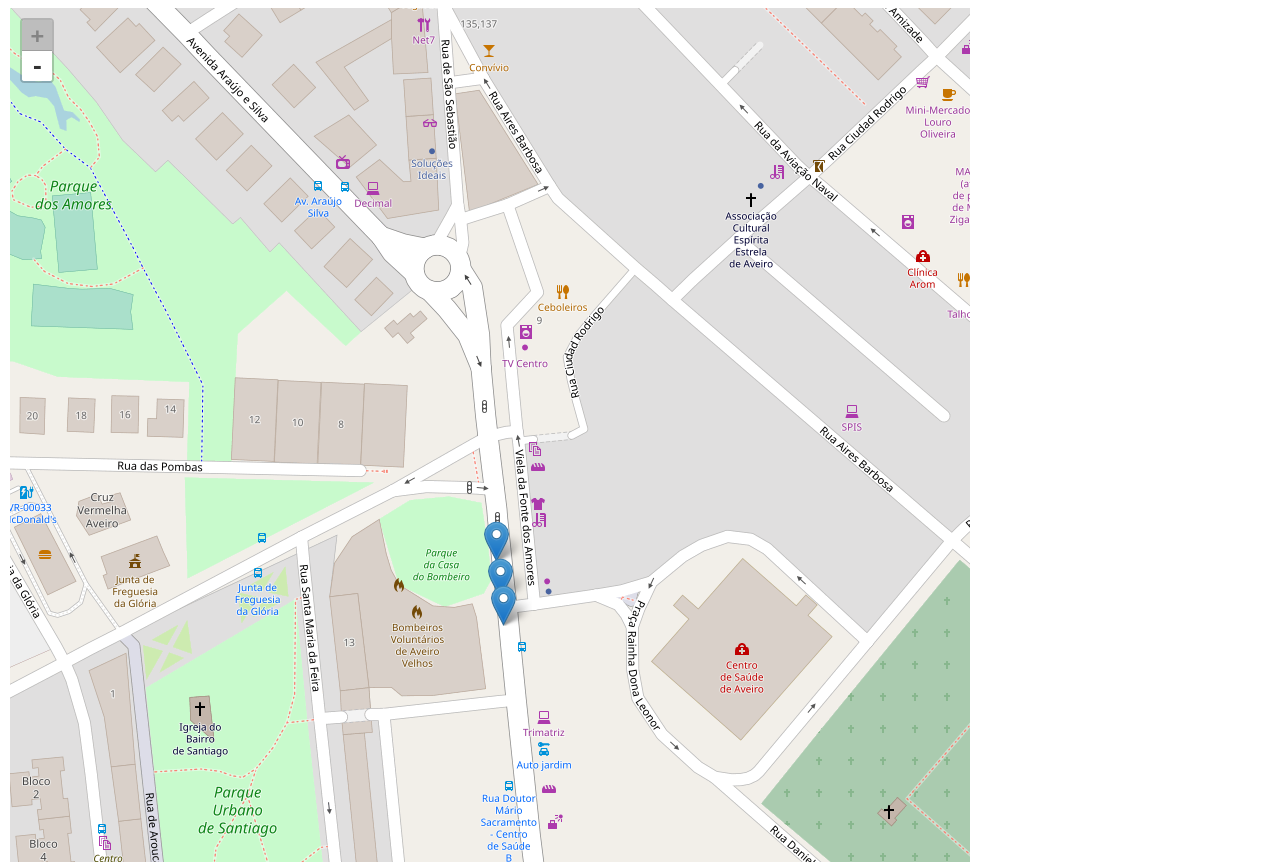 +
-
Avenida Araújo e Silva
Net7
135,137
Convívio
Rua de São Sebastião
Rua Aires Barbosa
Amizade
Rua Ciudad Rodrigo
Mini-Mercado
Louro
Oliveira
Rua da Aviação Naval
Parque
dos Amores
Soluções
Ideais
Av. Araújo
Silva
Decimal
Associação
Cultural
Espírita
Estrela
de Aveiro
Clínica
Arom
Talho
Ceboleiros
9
TV Centro
Rua Ciudad Rodrigo
20
18
16
14
12
10
8
SPIS
Rua Aires Barbosa
Rua das Pombas
Viela da Fonte dos Amores
Cruz
Vermelha
Aveiro
VR-00033
cDonald's
Junta de
Freguesia
da Glória
Junta de
Freguesia
da Glória
Parque
da Casa
do Bombeiro
Bombeiros
Voluntários
de Aveiro
Velhos
13
Rua Santa Maria da Feira
ia da Glória
Praça Rainha Dona Leonor
Centro
de Saúde
de Aveiro
1
Igreja do
Bairro
de Santiago
Trimatriz
Auto jardim
Bloco
2
Parque
Urbano
de Santiago
Rua Doutor
Mário
Sacramento
- Centro
de Saúde
B
Rua de Arouc
Bloco
4
Centro
Rua Daniel